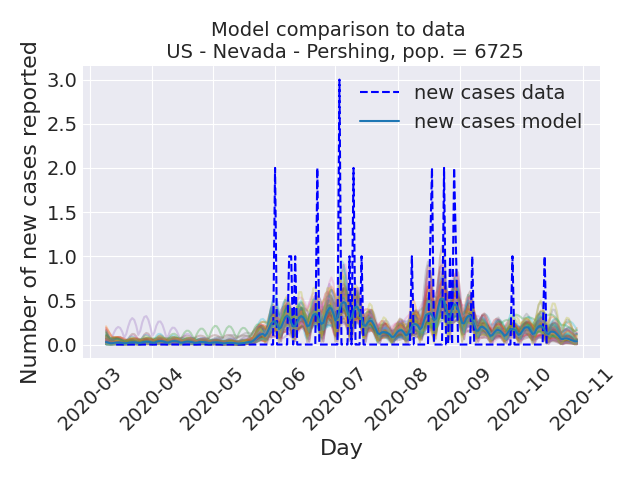 Model comparison to data
US - Nevada - Pershing, pop. = 6725
Number of new cases reported
3.0
2.5
2.0
1.5
1.0
0.5
0.0
new cases data
new cases model
2020-03
2020-04
2020-05
2020-06
2020-07
2020-08
2020-09
2020-10
2020-11
Day